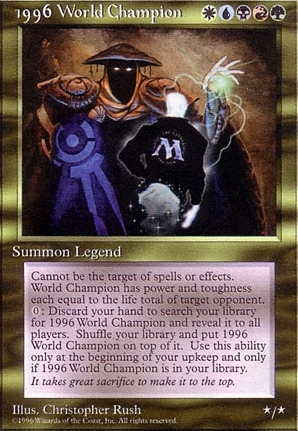 1996 World Champion
M
Summon Legend
Cannot be the target of spells or effects.
World Champion has power and toughness
each equal to the life total of target opponent.
0: Discard your hand to search your library
for 1996 World Champion and reveal it to all
players. Shuffle your library and put 1996
World Champion on top of it. Use this ability
only at the beginning of your upkeep and only
if 1996 World Champion is in your library.
It takes great sacrifice to make it to the top.
Illus. Christopher Rush
*/*
©1996 Wizards of the Coast, Inc. All rights reserved.